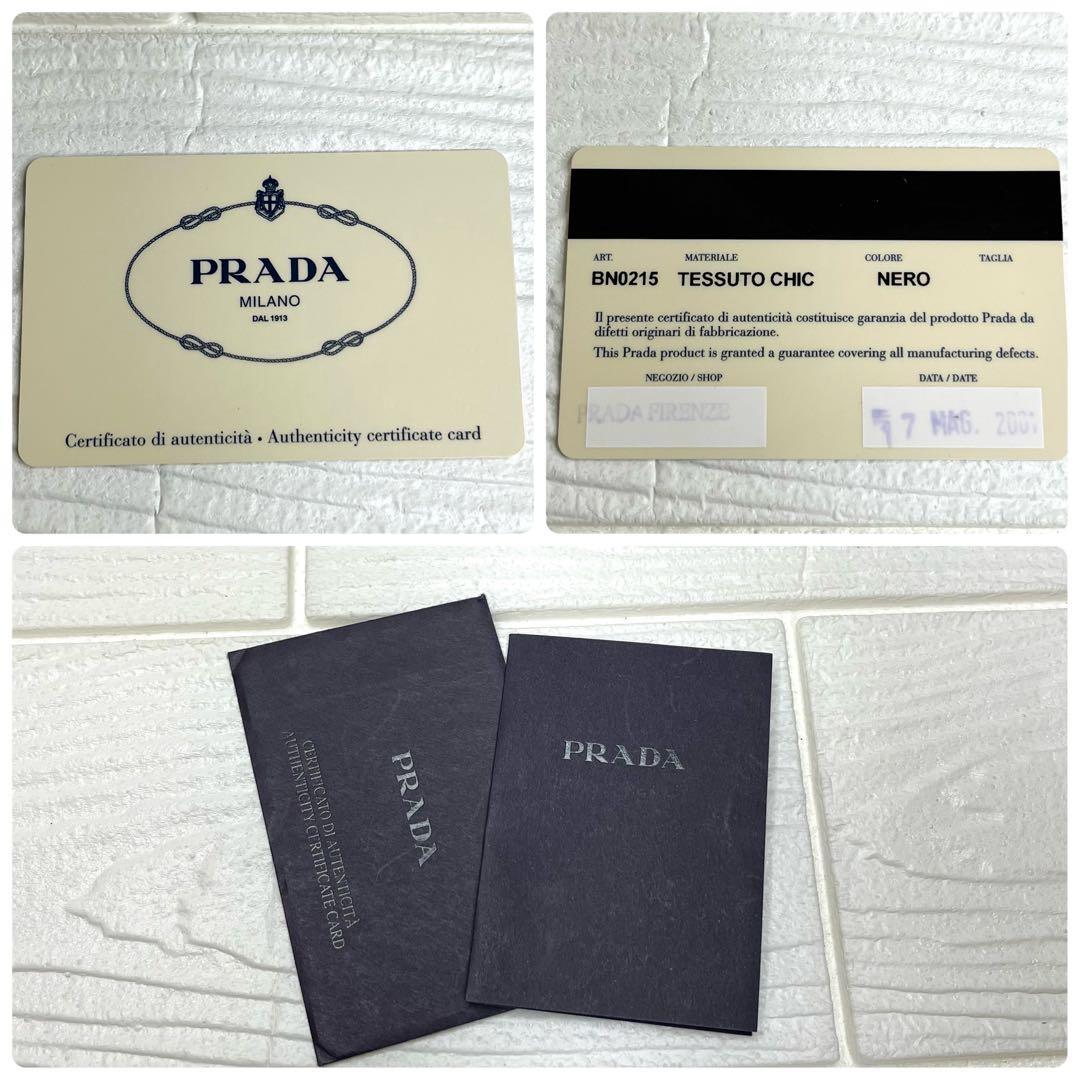 PRADA
MILANO
DAL 1913
Certificato di autenticità • Authenticity certificate card
ART. MATERIALE COLORE TAGLIA
BN0215 TESSUTO CHIC NERO
Il presente certificato di autenticità costituisce garanzia del prodotto Prada da
difetti originari di fabbricazione.
This Prada product is granted a guarantee covering all manufacturing defects.
NEGOZIO / SHOP DATA / DATE
PRADA FIRENZE 7 MAG. 2001
PRADA
CERTIFICATO DI AUTENTICITÀ
AUTHENTICITY CERTIFICATE CARD
PRADA